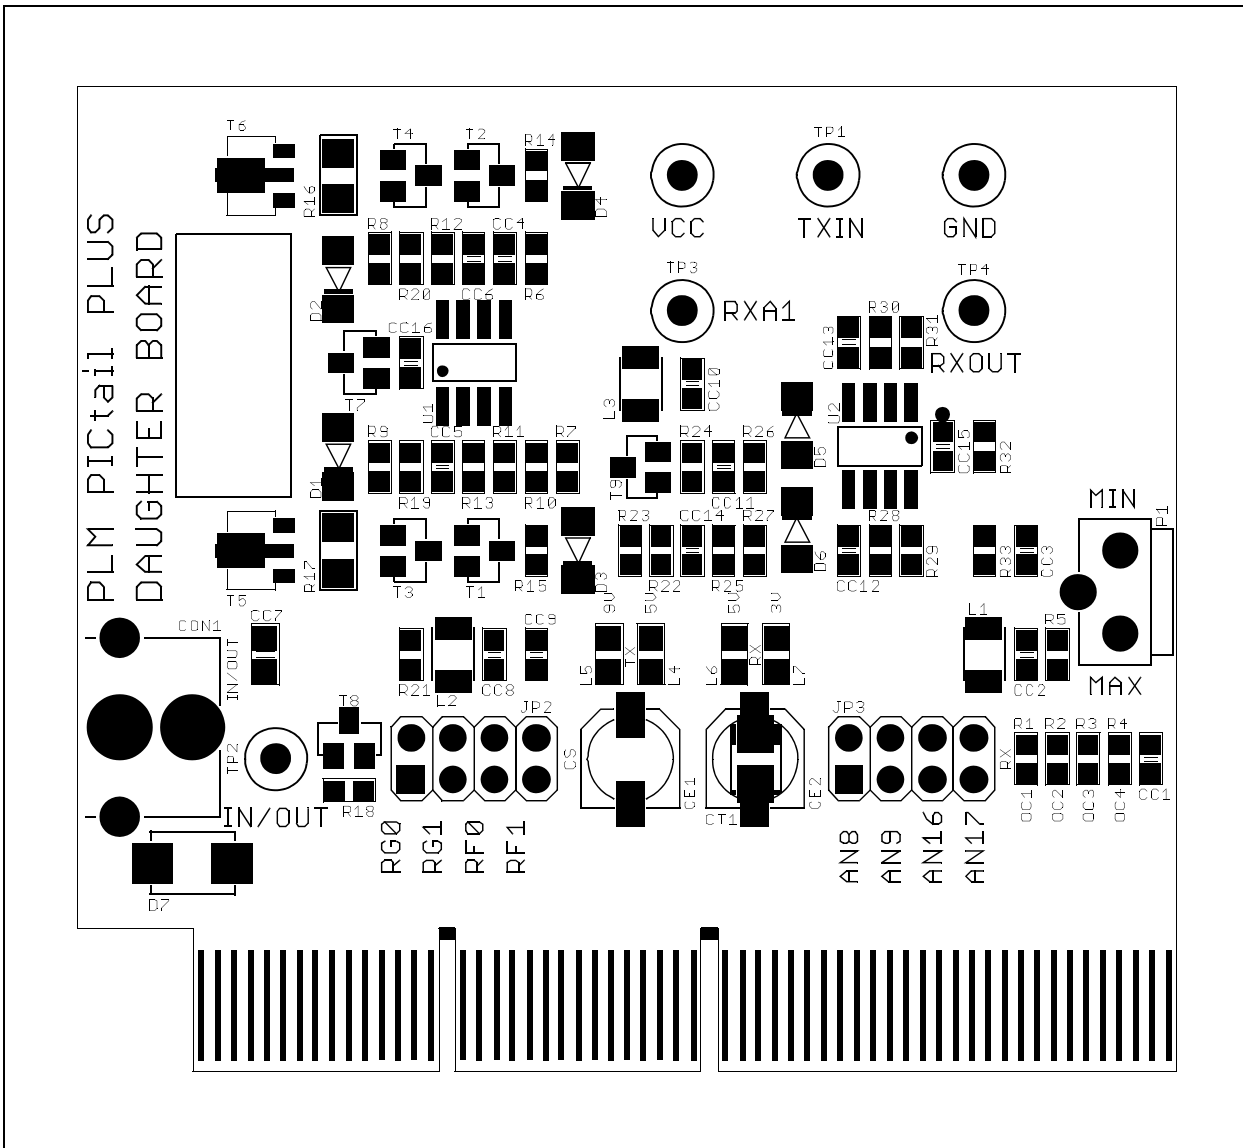 PLM PICtail PLUS
DAUGHTER BOARD
T6
R16
T4
T2
R14
D4
VCC
TP1
TXIN
GND
R8
R12
CC4
R20
CC6
R6
D2
TP3
RXA1
TP4
RXOUT
CC13
R30
R31
CC16
T7
U1
L3
CC10
D5
U2
CC15
R32
R9
CC5
R11
R7
D1
R19
R13
R10
T9
R24
CC11
R26
T5
R17
T3
T1
R15
D3
R23
CC14
R27
R22
R25
D6
R28
CC12
R29
R33
CC3
MIN
P1
MAX
CC7
CON1
IN/OUT
R21
L2
CC8
CC9
9V
5V
TX
L5
L4
5V
3V
RX
L6
L7
L1
CC2
R5
TP2
IN/OUT
T8
R18
JP2
RG0
RG1
RF0
RF1
CS
CE1
CT1
CE2
JP3
AN8
AN9
AN16
AN17
RX
R1
R2
R3
R4
OC1
OC2
OC3
OC4
CC1
D7